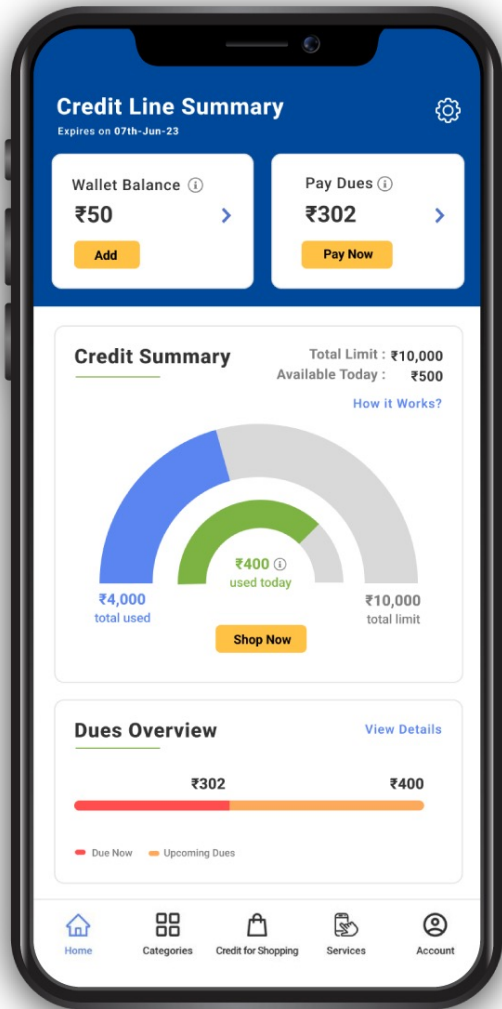 Credit Line Summary
Expires on 07th-Jun-23
Wallet Balance
₹50
Add
Pay Dues
₹302
Pay Now
Credit Summary
Total Limit : ₹10,000
Available Today : ₹500
How it Works?
₹400
used today
₹4,000
total used
₹10,000
total limit
Shop Now
Dues Overview
View Details
₹302
₹400
Due Now
Upcoming Dues
Home
Categories
Credit for Shopping
Services
Account